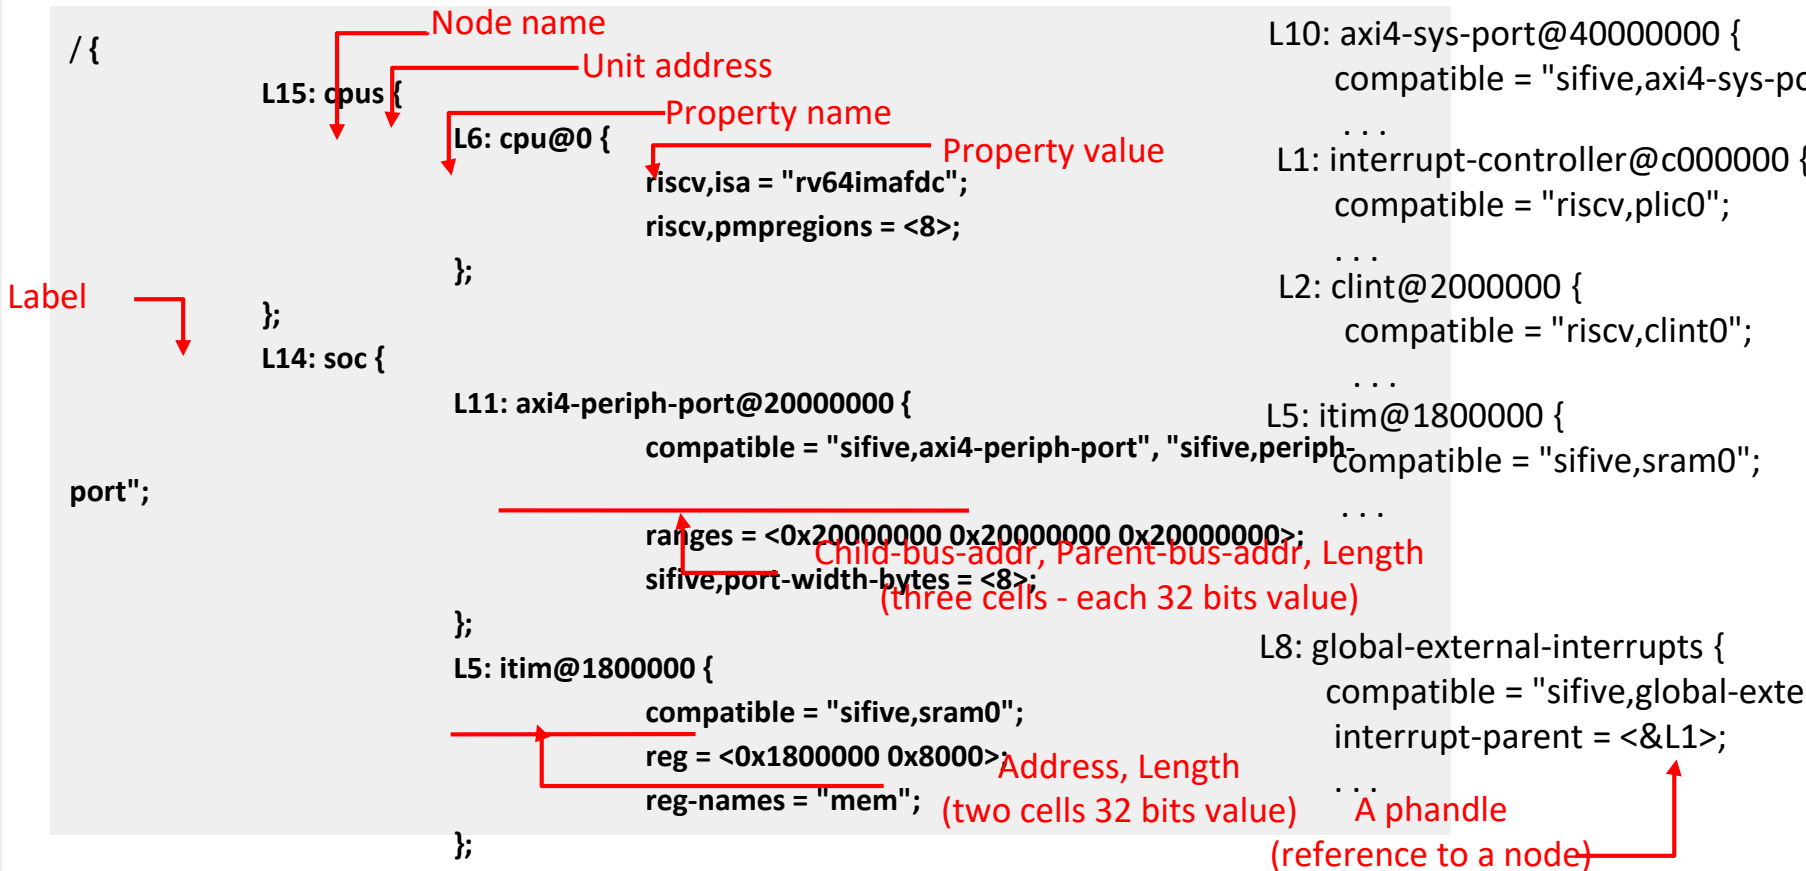 / {
L15: cpus {
L6: cpu@0 {
riscv,isa = "rv64imafdc";
riscv,pmpregions = <8>;
};
};
L14: soc {
L11: axi4-periph-port@20000000 {
compatible = "sifive,axi4-periph-port", "sifive,periph-
port";
ranges = <0x20000000 0x20000000 0x20000000>;
sifive,port-width-bytes = <8>;
};
L5: itim@1800000 {
compatible = "sifive,sram0";
reg = <0x1800000 0x8000>;
reg-names = "mem";
};
Node name
Unit address
Property name
Property value
Label
Child-bus-addr, Parent-bus-addr, Length
(three cells - each 32 bits value)
Address, Length
(two cells 32 bits value)
L10: axi4-sys-port@40000000 {
compatible = "sifive,axi4-sys-po
. . .
L1: interrupt-controller@c000000 {
compatible = "riscv,plic0";
. . .
L2: clint@2000000 {
compatible = "riscv,clint0";
. . .
L5: itim@1800000 {
compatible = "sifive,sram0";
. . .
L8: global-external-interrupts {
compatible = "sifive,global-exte
interrupt-parent = <&L1>;
. . .
A phandle
(reference to a node)